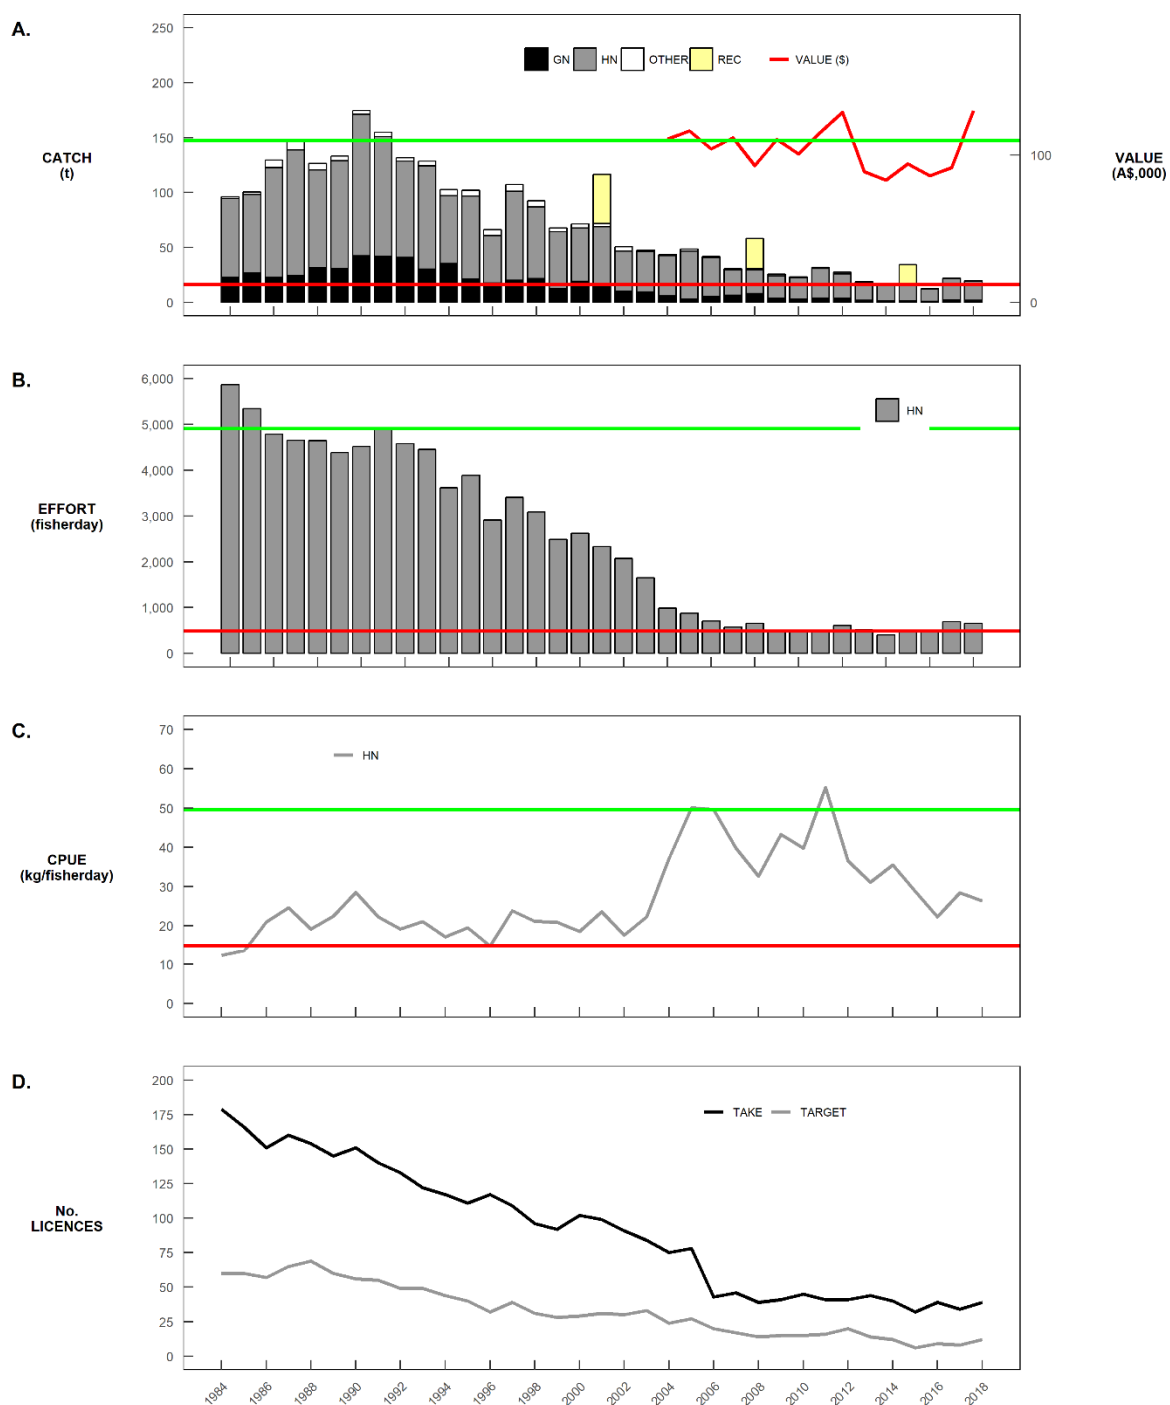 A.
250
200
150
100
50
0
CATCH
(t)
GN HN OTHER REC VALUE ($)
100
0
VALUE
(A$,000)
B.
6,000
5,000
4,000
3,000
2,000
1,000
0
EFFORT
(fisherday)
HN
C.
70
60
50
40
30
20
10
0
CPUE
(kg/fisherday)
HN
D.
200
175
150
125
100
75
50
25
0
No.
LICENCES
TAKE TARGET
1984 1986 1988 1990 1992 1994 1996 1998 2000 2002 2004 2006 2008 2010 2012 2014 2016 2018